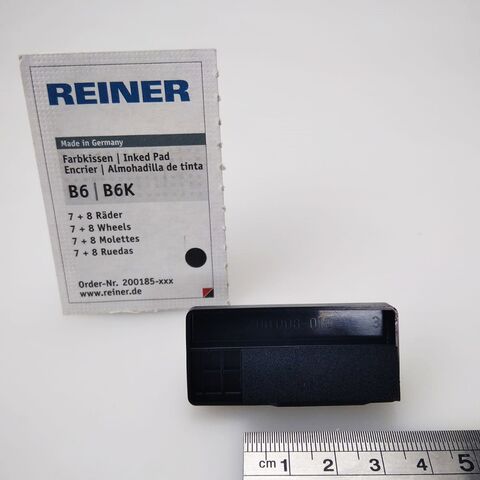 REINER
Made in Germany
Farbkissen | Inked Pad
Encrier | Almohadilla de tinta
B6 | B6K
7 + 8 Räder
7 + 8 Wheels
7 + 8 Molettes
7 + 8 Ruedas
Order-Nr. 200185-xxx
www.reiner.de
3
cm 1 2 3 4 5